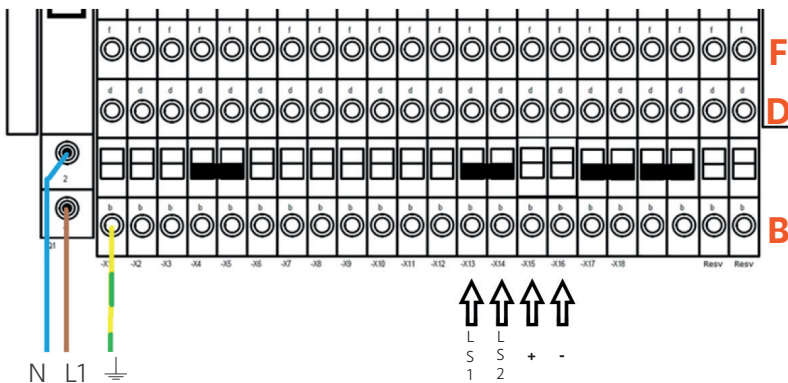 f f f f f f f f f f f f f f f f f f f f f f F
d d d d d d d d d d d d d d d d d d d d d d D
2
b b b b b b b b b b b b b b b b b b b b b b B
-X1 -X2 -X3 -X4 -X5 -X6 -X7 -X8 -X9 -X10 -X11 -X12 -X13 -X14 -X15 -X16 -X17 -X18 Resv Resv
L L
S S + -
1 2
N L1